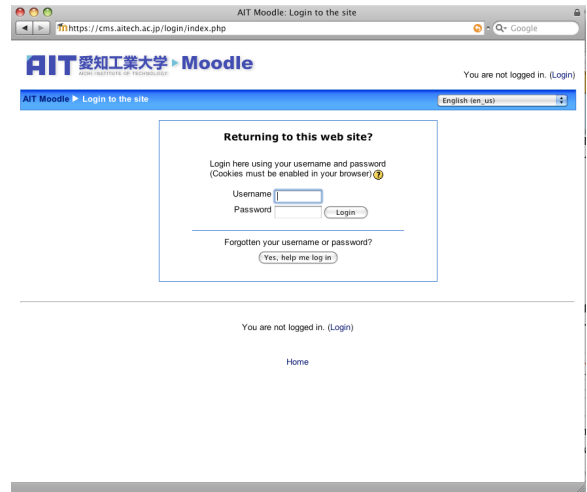 AIT Moodle: Login to the site
https://cms.aitech.ac.jp/login/index.php
Google
AIT 愛知工業大学 Moodle
AICHI INSTITUTE OF TECHNOLOGY
You are not logged in. (Login)
AIT Moodle ► Login to the site
English (en_us)
Returning to this web site?
Login here using your username and password
(Cookies must be enabled in your browser) ?
Username
Password
Login
Forgotten your username or password?
Yes, help me log in
You are not logged in. (Login)
Home